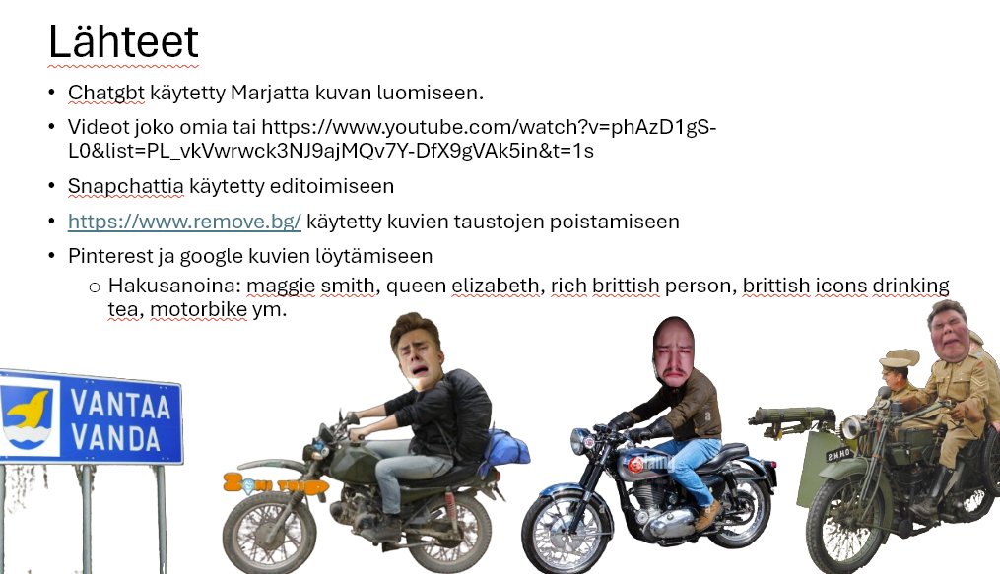 Lähteet
• Chatgbt käytetty Marjatta kuvan luomiseen.
• Videot joko omia tai https://www.youtube.com/watch?v=phAzD1gS-
L0&list=PL_vkVwrwck3NJ9ajMQv7Y-DfX9gVAk5in&t=1s
• Snapchattia käytetty editoimiseen
• https://www.remove.bg/ käytetty kuvien taustojen poistamiseen
• Pinterest ja google kuvien löytämiseen
o Hakusanoina: maggie smith, queen elizabeth, rich brittish person, brittish icons drinking
tea, motorbike ym.
VANTAA
VANDA
TRIP
a
alamy